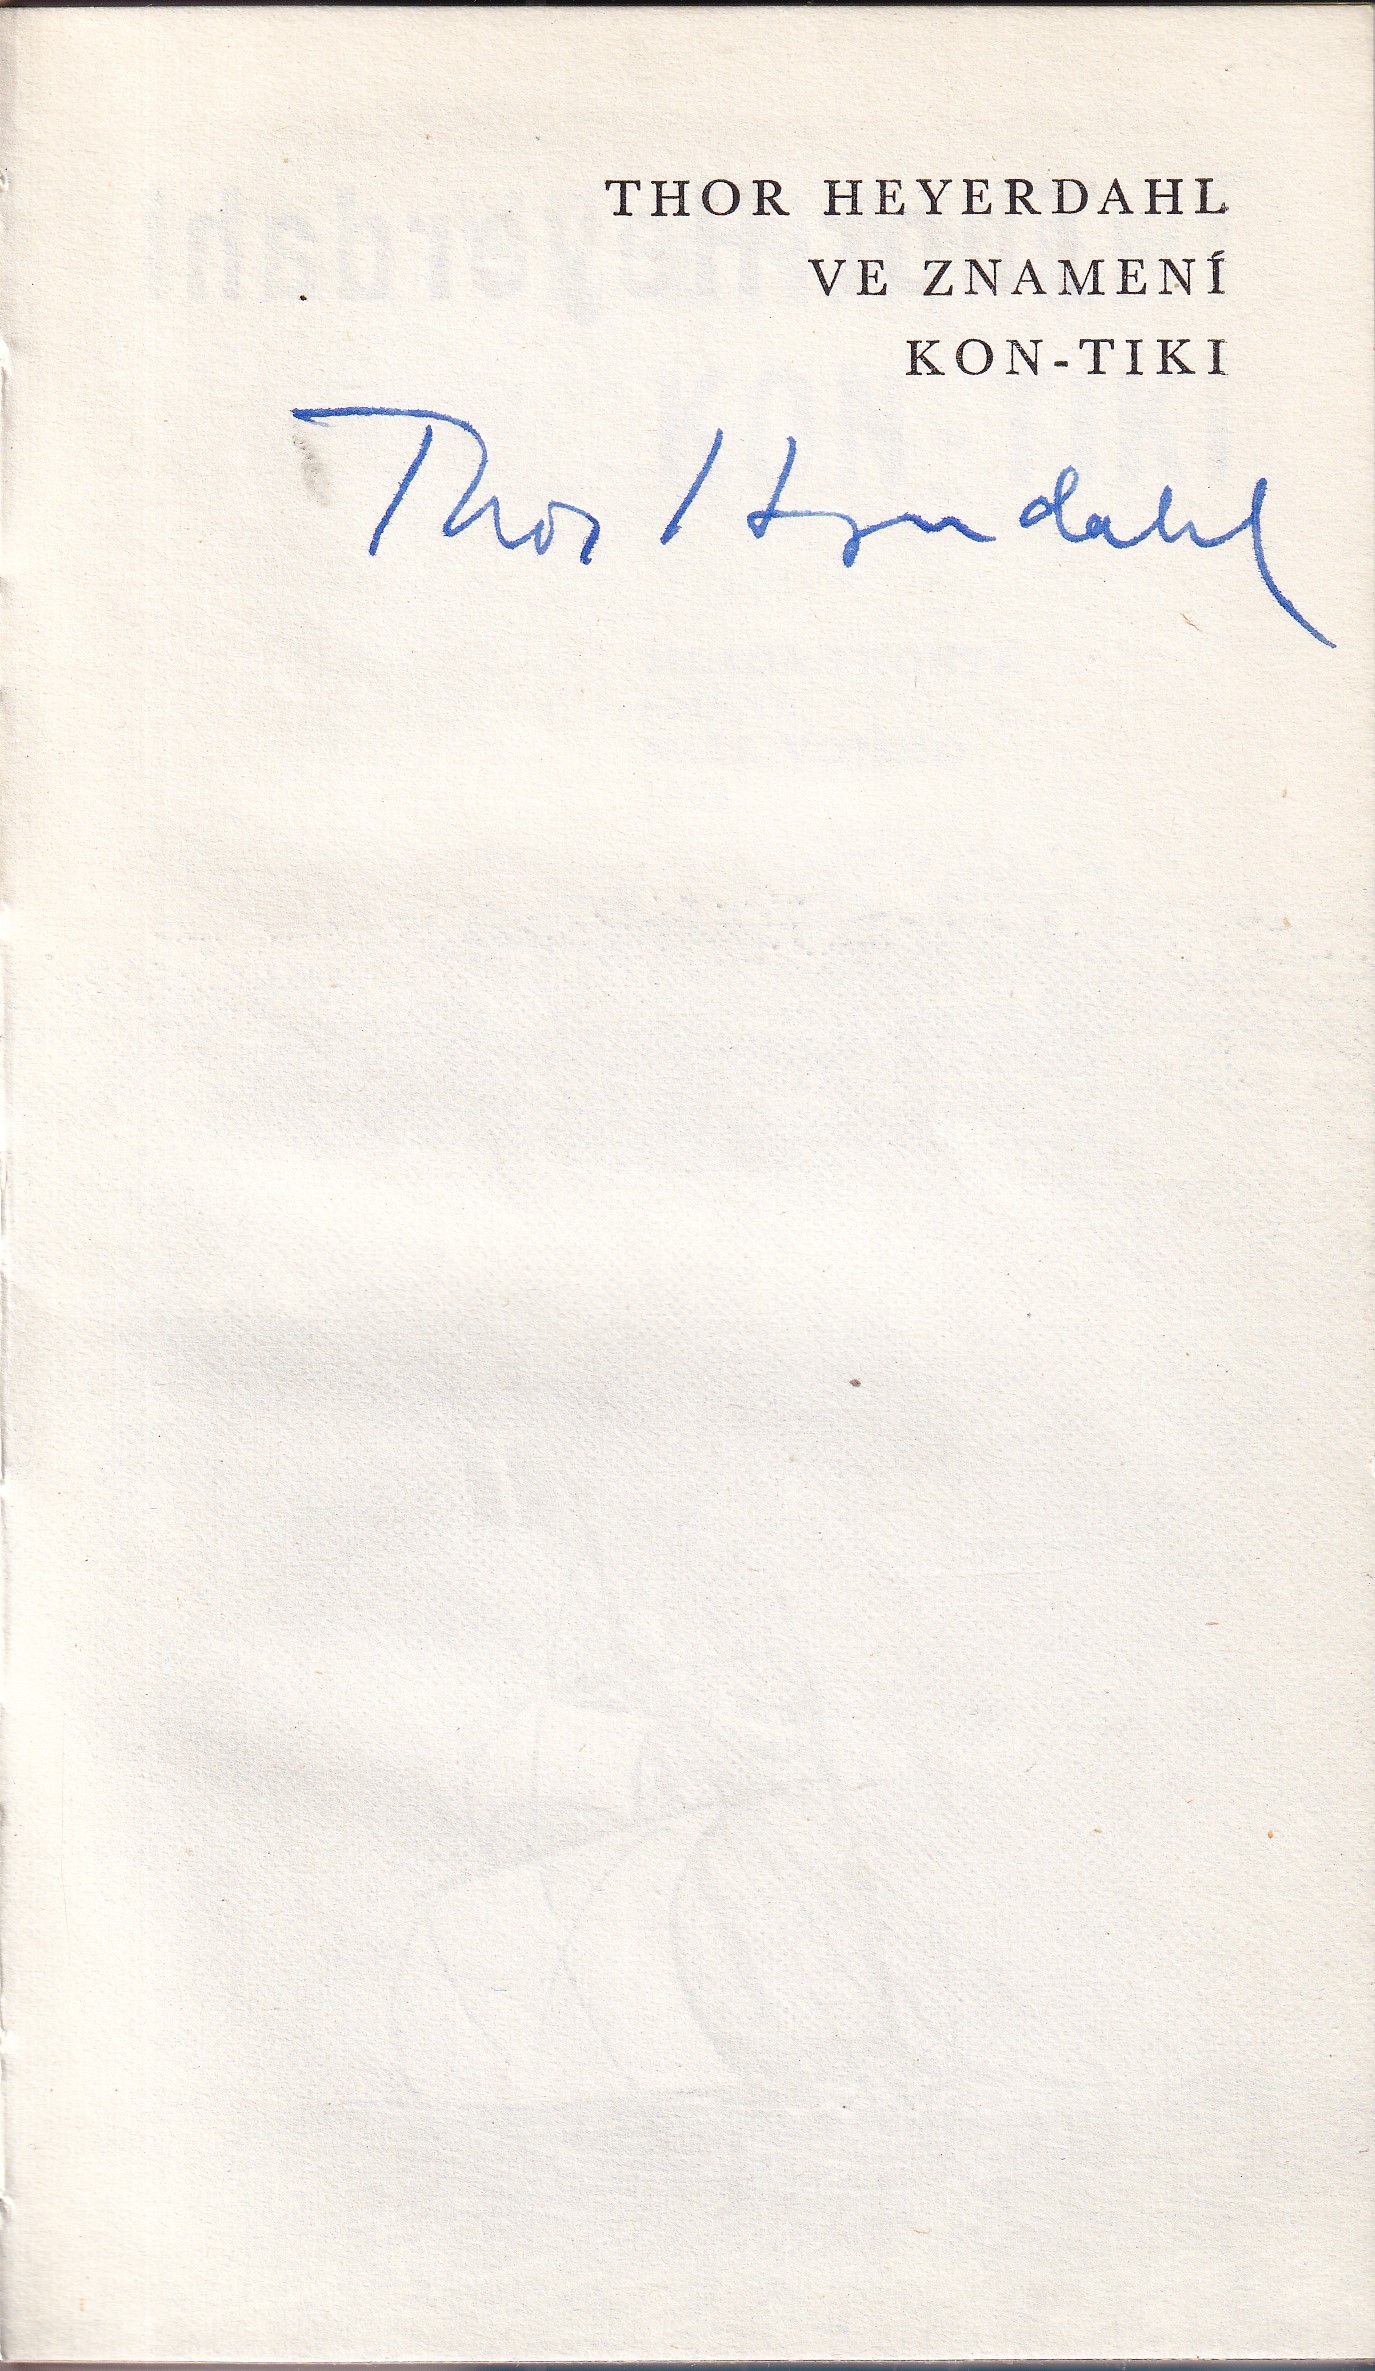 THOR HEYERDAHL
VE ZNAMENÍ
KON-TIKI
Thor Heyerdahl